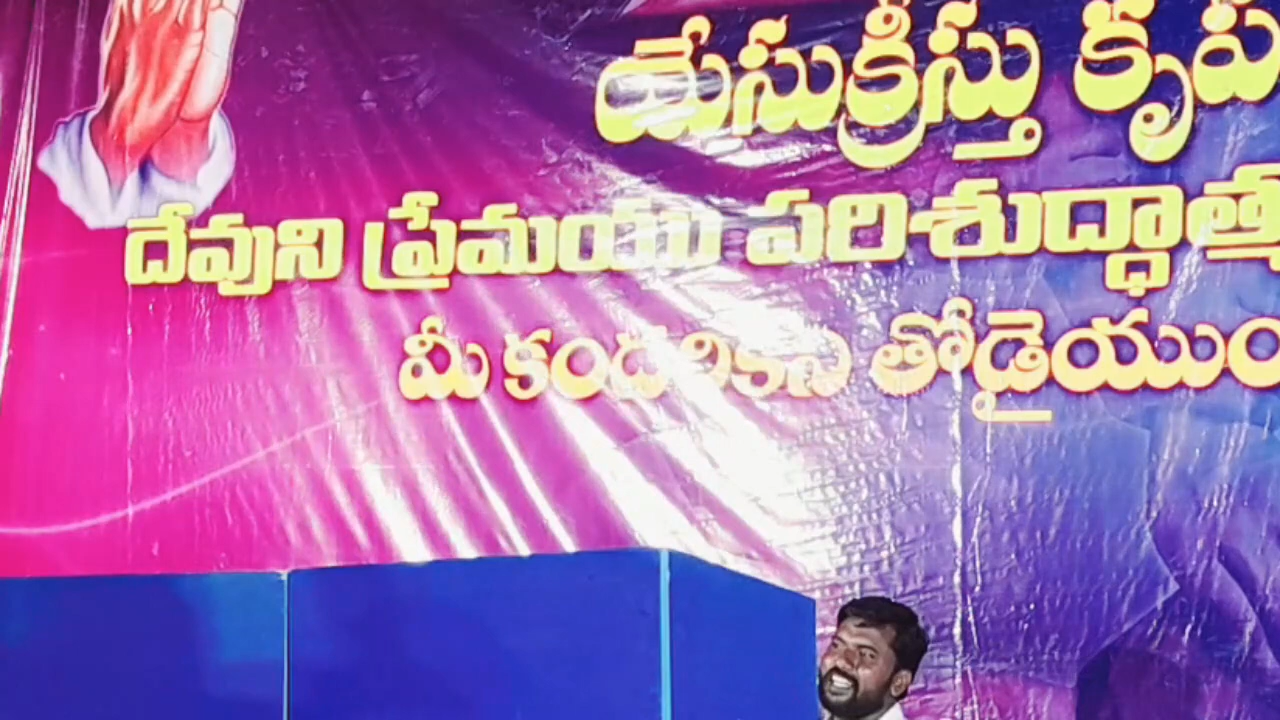 యేసుక్రీస్తు కృప
దేవుని ప్రేమయు పరిశుద్ధాత్మ
మీ కందరికిని తోడైయుం